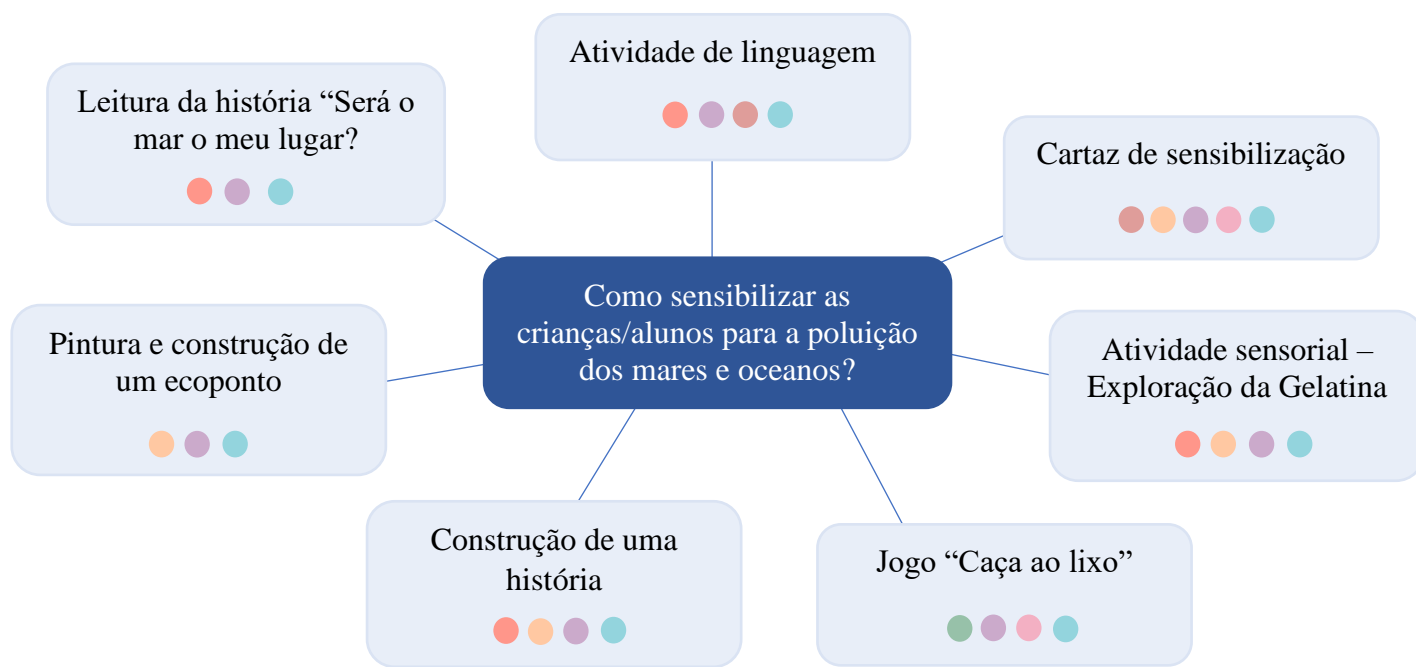 Atividade de linguagem
Leitura da história “Será o
mar o meu lugar?
Cartaz de sensibilização
Como sensibilizar as
crianças/alunos para a poluição
dos mares e oceanos?
Pintura e construção de
um ecoponto
Atividade sensorial –
Exploração da Gelatina
Construção de uma
história
Jogo “Caça ao lixo”